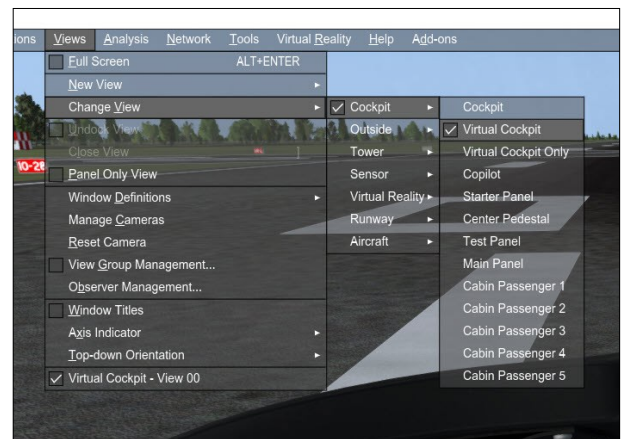 ions Views Analysis Network Tools Virtual Reality Help Add-ons
Full Screen ALT+ENTER
New View
Change View
Undock View
Close View
Panel Only View
Window Definitions
Manage Cameras
Reset Camera
View Group Management...
Observer Management...
Window Titles
Axis Indicator
Top-down Orientation
Virtual Cockpit - View 00
Cockpit
Outside
Tower
Sensor
Virtual Reality
Runway
Aircraft
Cockpit
Virtual Cockpit
Virtual Cockpit Only
Copilot
Starter Panel
Center Pedestal
Test Panel
Main Panel
Cabin Passenger 1
Cabin Passenger 2
Cabin Passenger 3
Cabin Passenger 4
Cabin Passenger 5
10-28